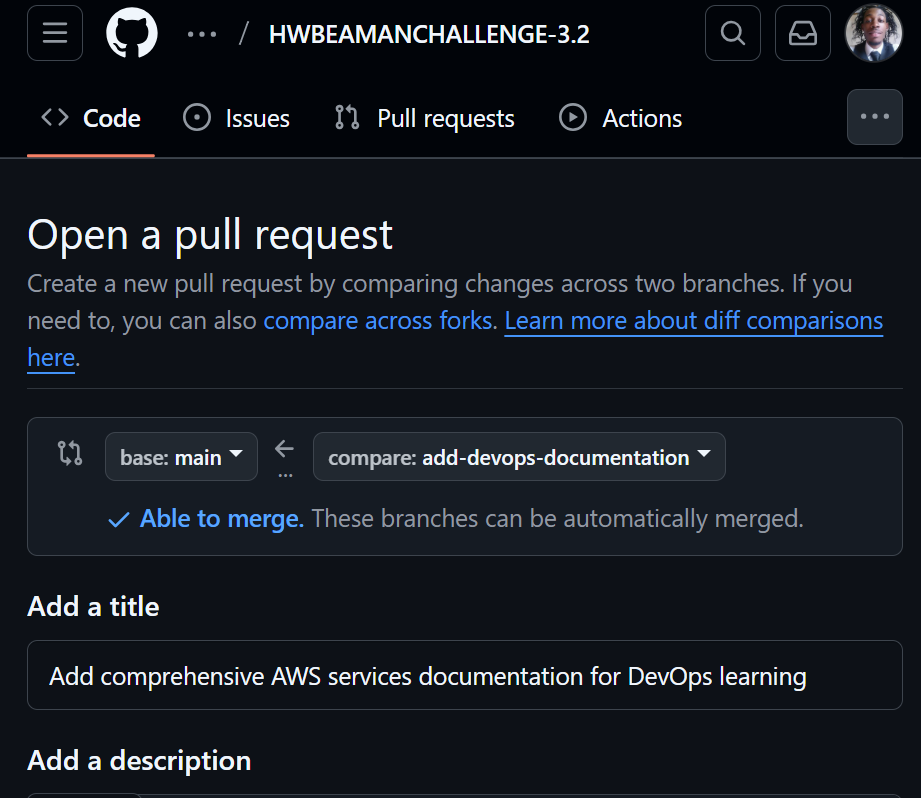 / HWBEAMANCHALLENGE-3.2
Code Issues Pull requests Actions
Open a pull request
Create a new pull request by comparing changes across two branches. If you
need to, you can also compare across forks. Learn more about diff comparisons
here.
base: main compare: add-devops-documentation
Able to merge. These branches can be automatically merged.
Add a title
Add comprehensive AWS services documentation for DevOps learning
Add a description